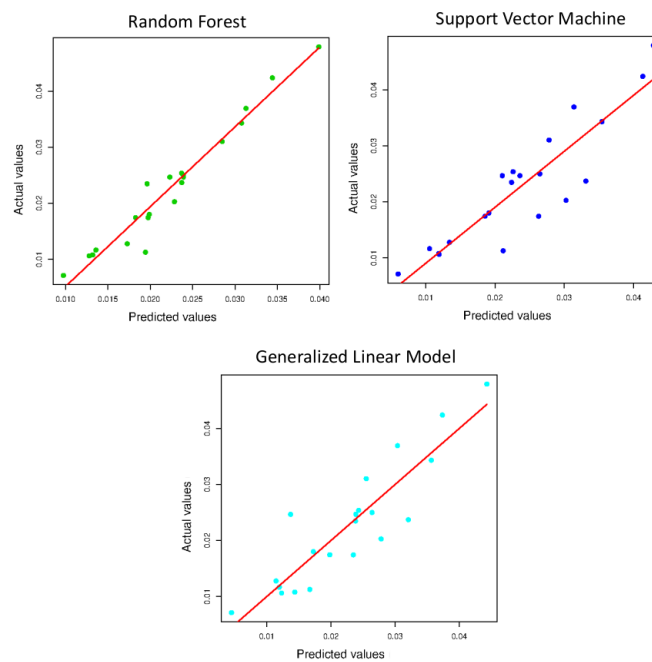 Random Forest
Support Vector Machine
Actual values
0.04
0.03
0.02
0.01
0.010 0.015 0.020 0.025 0.030 0.035 0.040
Predicted values
Actual values
0.04
0.03
0.02
0.01
0.01 0.02 0.03 0.04
Predicted values
Generalized Linear Model
Actual values
0.04
0.03
0.02
0.01
0.01 0.02 0.03 0.04
Predicted values